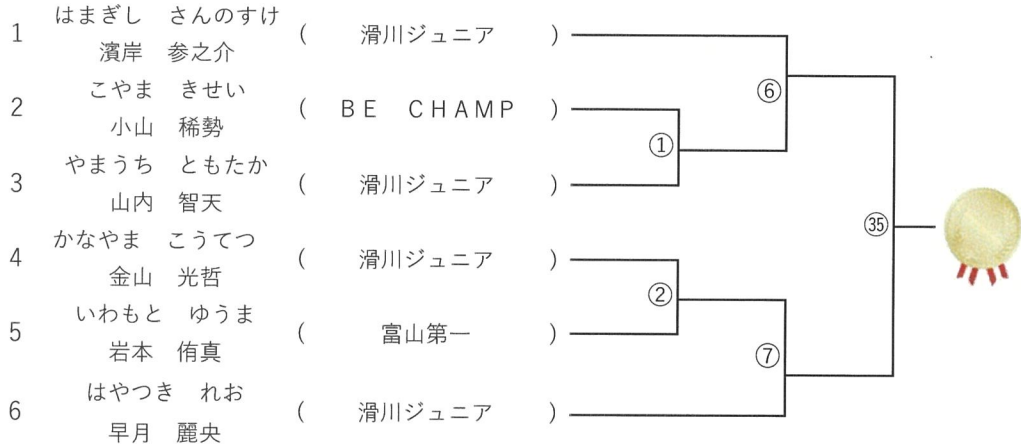 はまぎし　さんのすけ
1　濱岸　参之介　(　滑川ジュニア　)
こやま　きせい
2　小山　稀勢　(　ＢＥ　ＣＨＡＭＰ　)
やまうち　ともたか
3　山内　智天　(　滑川ジュニア　)
かなやま　こうてつ
4　金山　光哲　(　滑川ジュニア　)
いわもと　ゆうま
5　岩本　侑真　(　富山第一　)
はやつき　れお
6　早月　麗央　(　滑川ジュニア　)
⑥
①
㉟
②
⑦